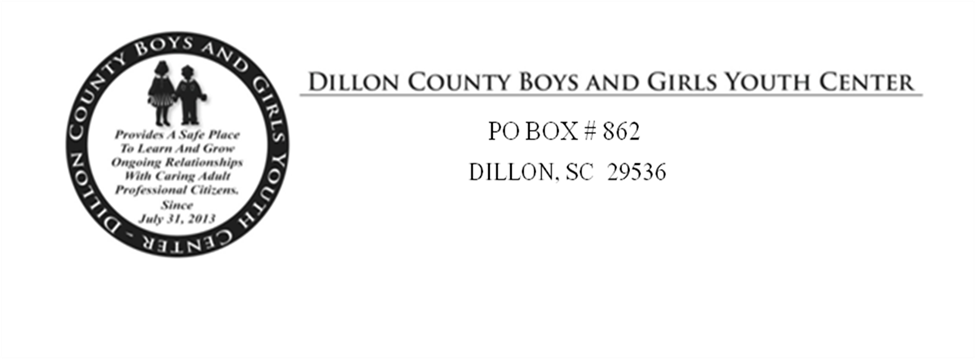 DILLON COUNTY BOYS AND GIRLS YOUTH CENTER -
Provides A Safe Place
To Learn And Grow
Ongoing Relationships
With Caring Adult
Professional Citizens.
Since
July 31, 2013
DILLON COUNTY BOYS AND GIRLS YOUTH CENTER
PO BOX # 862
DILLON, SC 29536